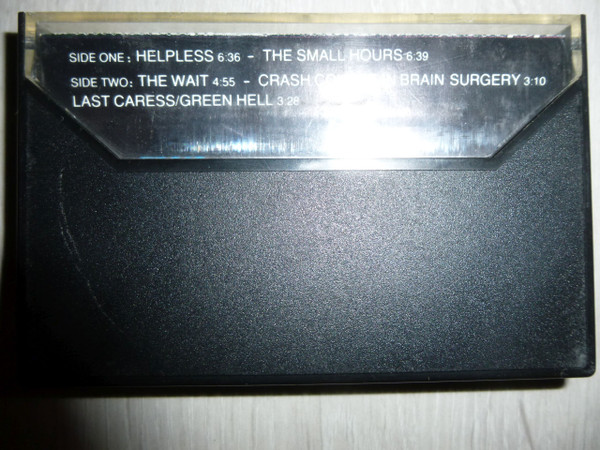 SIDE ONE: HELPLESS 6:36 - THE SMALL HOURS 6:39
SIDE TWO: THE WAIT 4:55 - CRASH BRAIN SURGERY 3:10
LAST CARESS/GREEN HELL 3:28